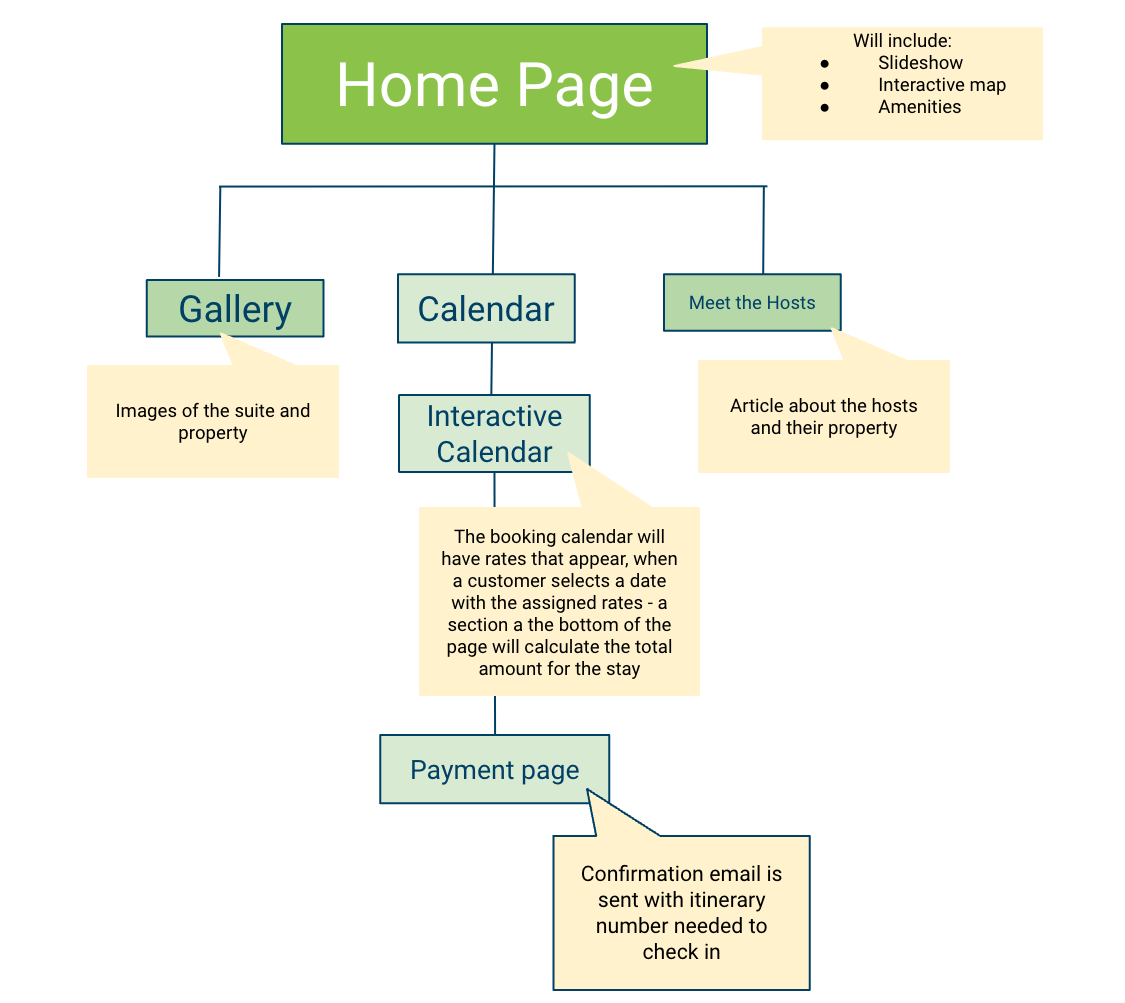 Home Page
Will include:
● Slideshow
● Interactive map
● Amenities
Gallery
Calendar
Meet the Hosts
Images of the suite and
property
Interactive
Calendar
Article about the hosts
and their property
The booking calendar will
have rates that appear, when
a customer selects a date
with the assigned rates - a
section a the bottom of the
page will calculate the total
amount for the stay
Payment page
Confirmation email is
sent with itinerary
number needed to
check in